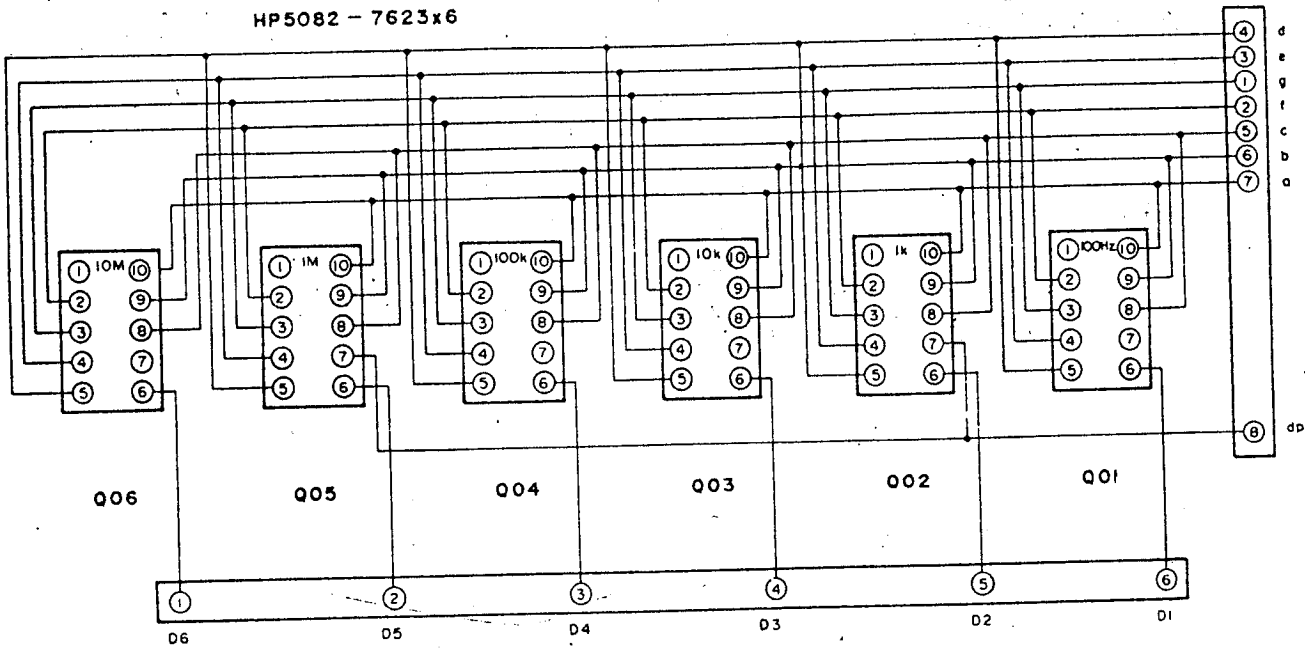 HP5082 - 7623x6
4 d
3 e
1 g
2 f
5 c
6 b
7 a
8 dp
1 10M 10
2 9
3 8
4 7
5 6
1 1M 10
2 9
3 8
4 7
5 6
1 100k 10
2 9
3 8
4 7
5 6
1 10k 10
2 9
3 8
4 7
5 6
1 1k 10
2 9
3 8
4 7
5 6
1 100Hz 10
2 9
3 8
4 7
5 6
Q06 Q05 Q04 Q03 Q02 Q01
1 2 3 4 5 6
D6 D5 D4 D3 D2 D1